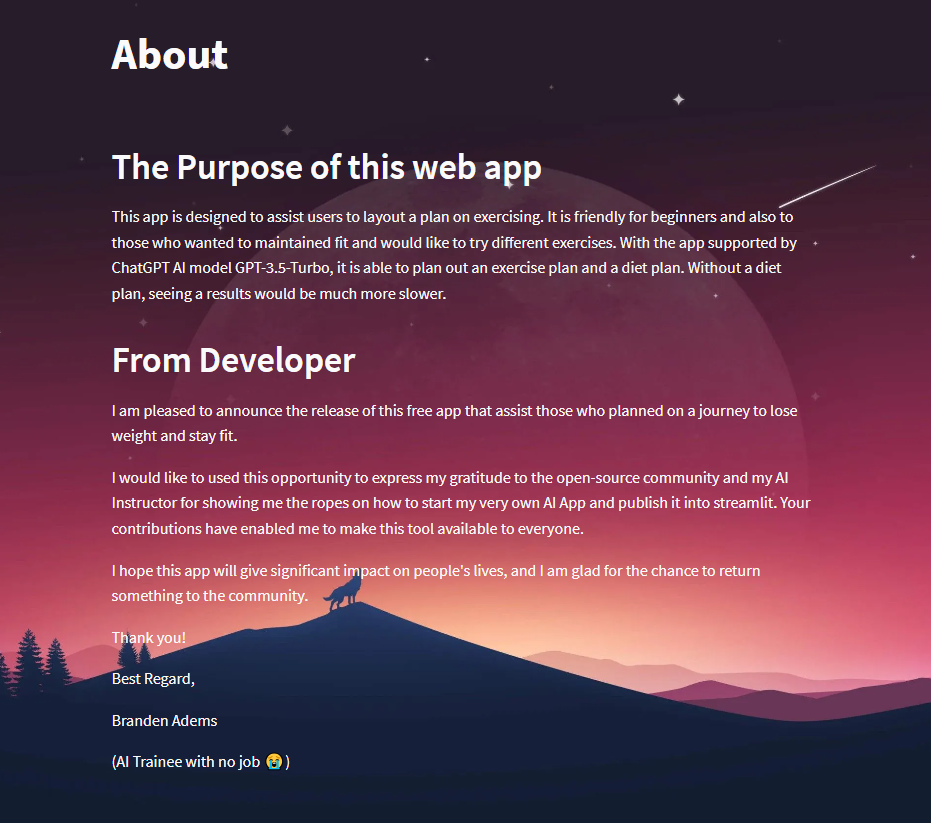 About
The Purpose of this web app
This app is designed to assist users to layout a plan on exercising. It is friendly for beginners and also to
those who wanted to maintained fit and would like to try different exercises. With the app supported by
ChatGPT AI model GPT-3.5-Turbo, it is able to plan out an exercise plan and a diet plan. Without a diet
plan, seeing a results would be much more slower.
From Developer
I am pleased to announce the release of this free app that assist those who planned on a journey to lose
weight and stay fit.
I would like to used this opportunity to express my gratitude to the open-source community and my AI
Instructor for showing me the ropes on how to start my very own AI App and publish it into streamlit. Your
contributions have enabled me to make this tool available to everyone.
I hope this app will give significant impact on people's lives, and I am glad for the chance to return
something to the community.
Thank you!
Best Regard,
Branden Adems
(AI Trainee with no job 😭)